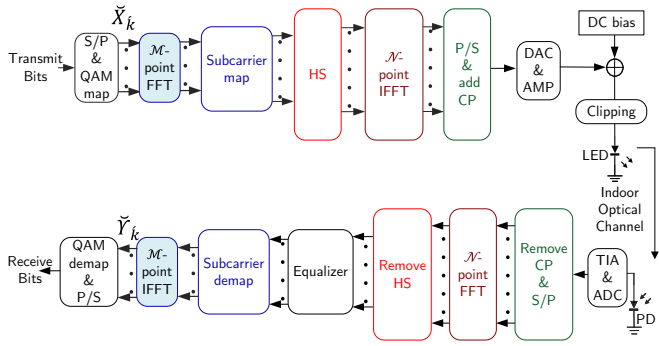 X̆ḱ
Transmit
Bits
S/P
&
QAM
map
ℳ-
point
FFT
Subcarrier
map
HS
𝒩-
point
IFFT
P/S
&
add
CP
DAC
&
AMP
DC bias
Clipping
LED
Indoor
Optical
Channel
Y̆ḱ
Receive
Bits
QAM
demap
&
P/S
ℳ-
point
IFFT
Subcarrier
demap
Equalizer
Remove
HS
𝒩-
point
FFT
Remove
CP
&
S/P
TIA
&
ADC
PD